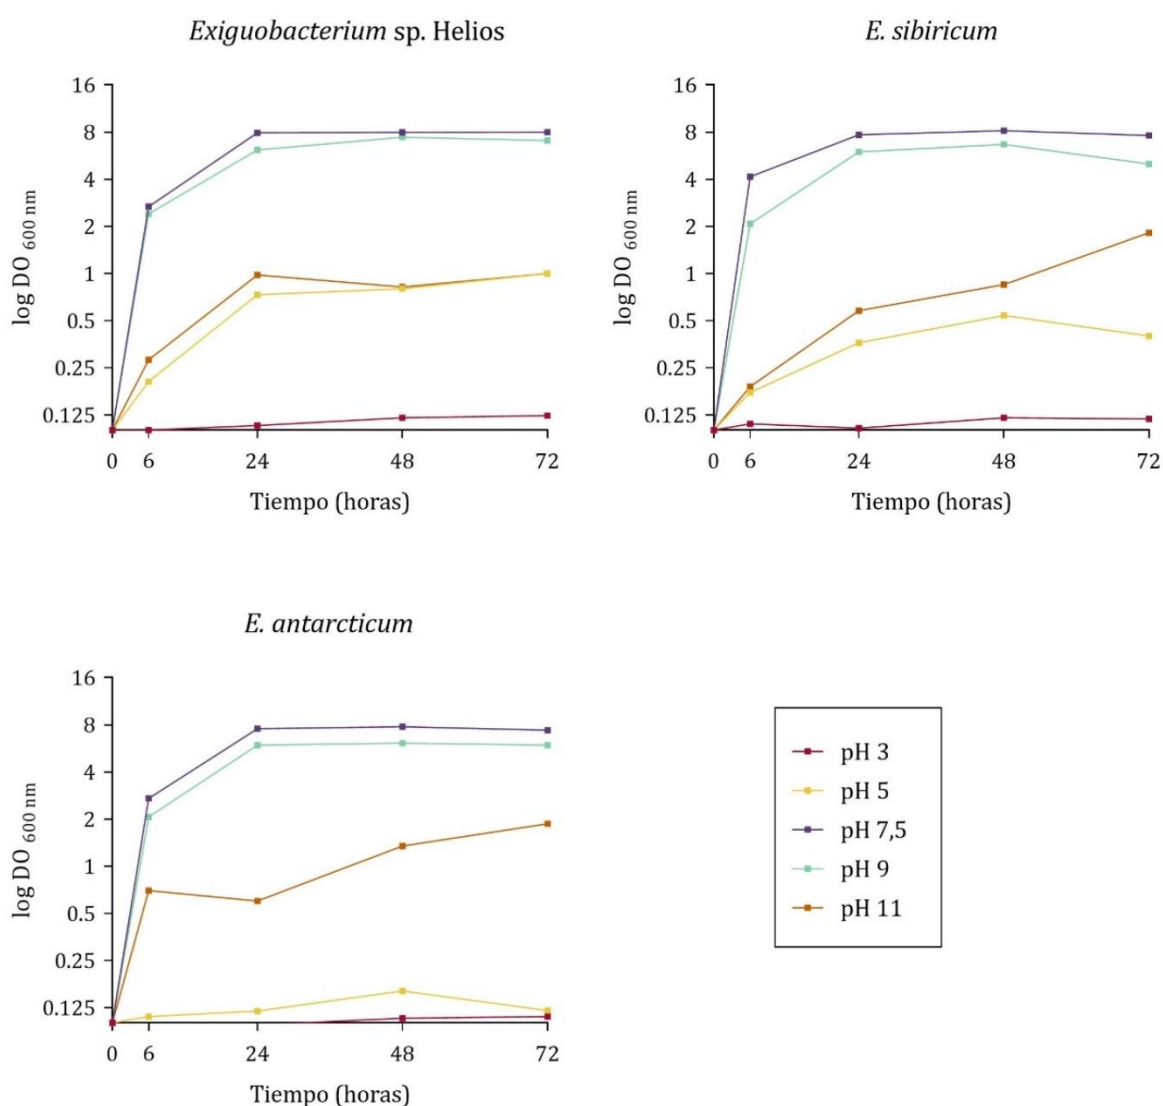 Exiguobacterium sp. Helios
16
8
4
2
1
0.5
0.25
0.125
log DO 600 nm
0 6 24 48 72
Tiempo (horas)
E. sibiricum
16
8
4
2
1
0.5
0.25
0.125
log DO 600 nm
0 6 24 48 72
Tiempo (horas)
E. antarcticum
16
8
4
2
1
0.5
0.25
0.125
log DO 600 nm
0 6 24 48 72
Tiempo (horas)
pH 3
pH 5
pH 7,5
pH 9
pH 11